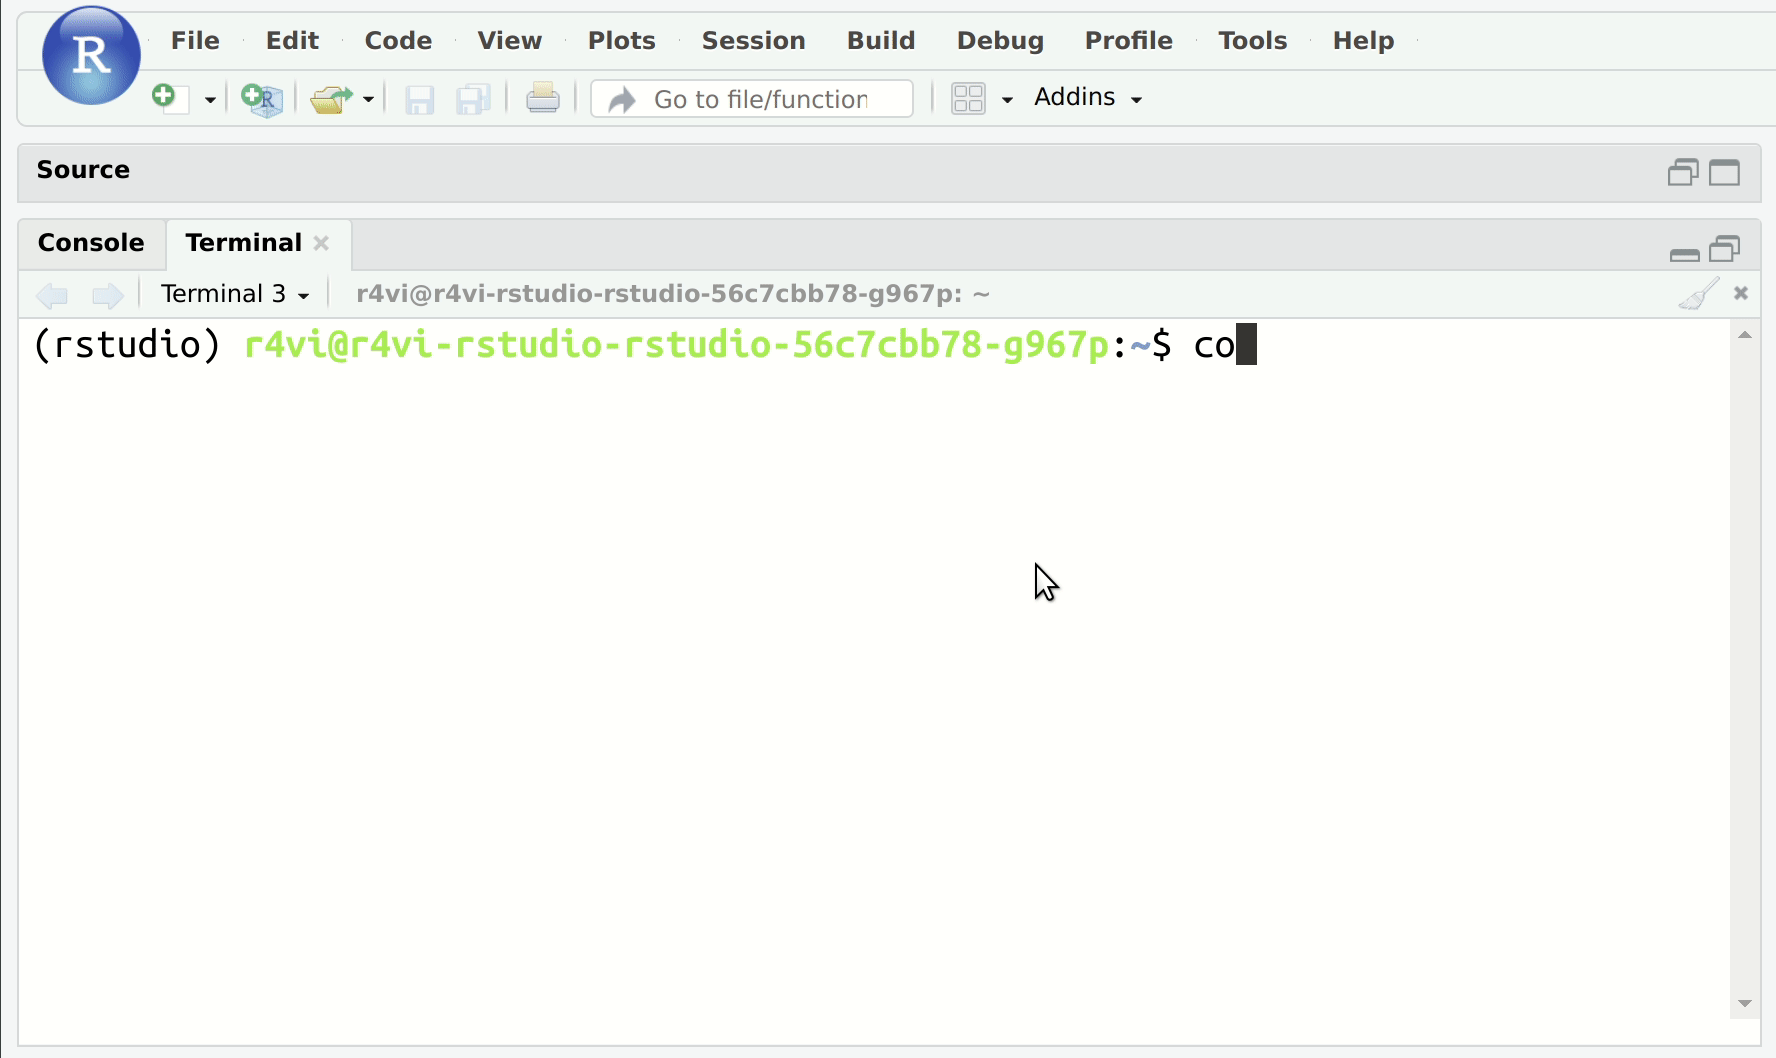 R File Edit Code View Plots Session Build Debug Profile Tools Help
R Go to file/function Addins
Source
Console Terminal
Terminal 3 r4vi@r4vi-rstudio-rstudio-56c7cbb78-g967p: ~
(rstudio) r4vi@r4vi-rstudio-rstudio-56c7cbb78-g967p:~$ co